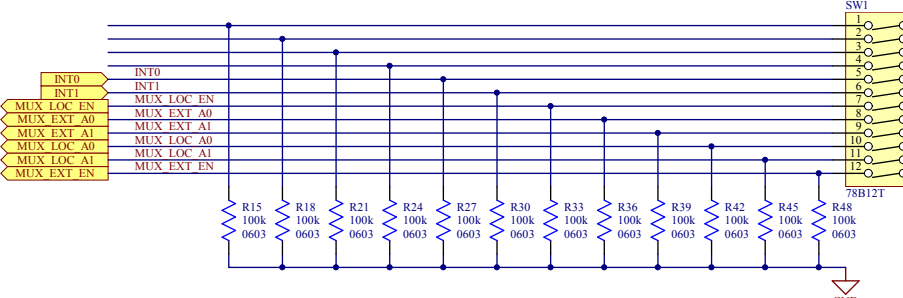 SW1
1
2
3
4
5
6
7
8
9
10
11
12
78B12T
INT0
INT1
MUX_LOC_EN
MUX_EXT_A0
MUX_EXT_A1
MUX_LOC_A0
MUX_LOC_A1
MUX_EXT_EN
INT0
INT1
MUX_LOC_EN
MUX_EXT_A0
MUX_EXT_A1
MUX_LOC_A0
MUX_LOC_A1
MUX_EXT_EN
R15
100k
0603
R18
100k
0603
R21
100k
0603
R24
100k
0603
R27
100k
0603
R30
100k
0603
R33
100k
0603
R36
100k
0603
R39
100k
0603
R42
100k
0603
R45
100k
0603
R48
100k
0603